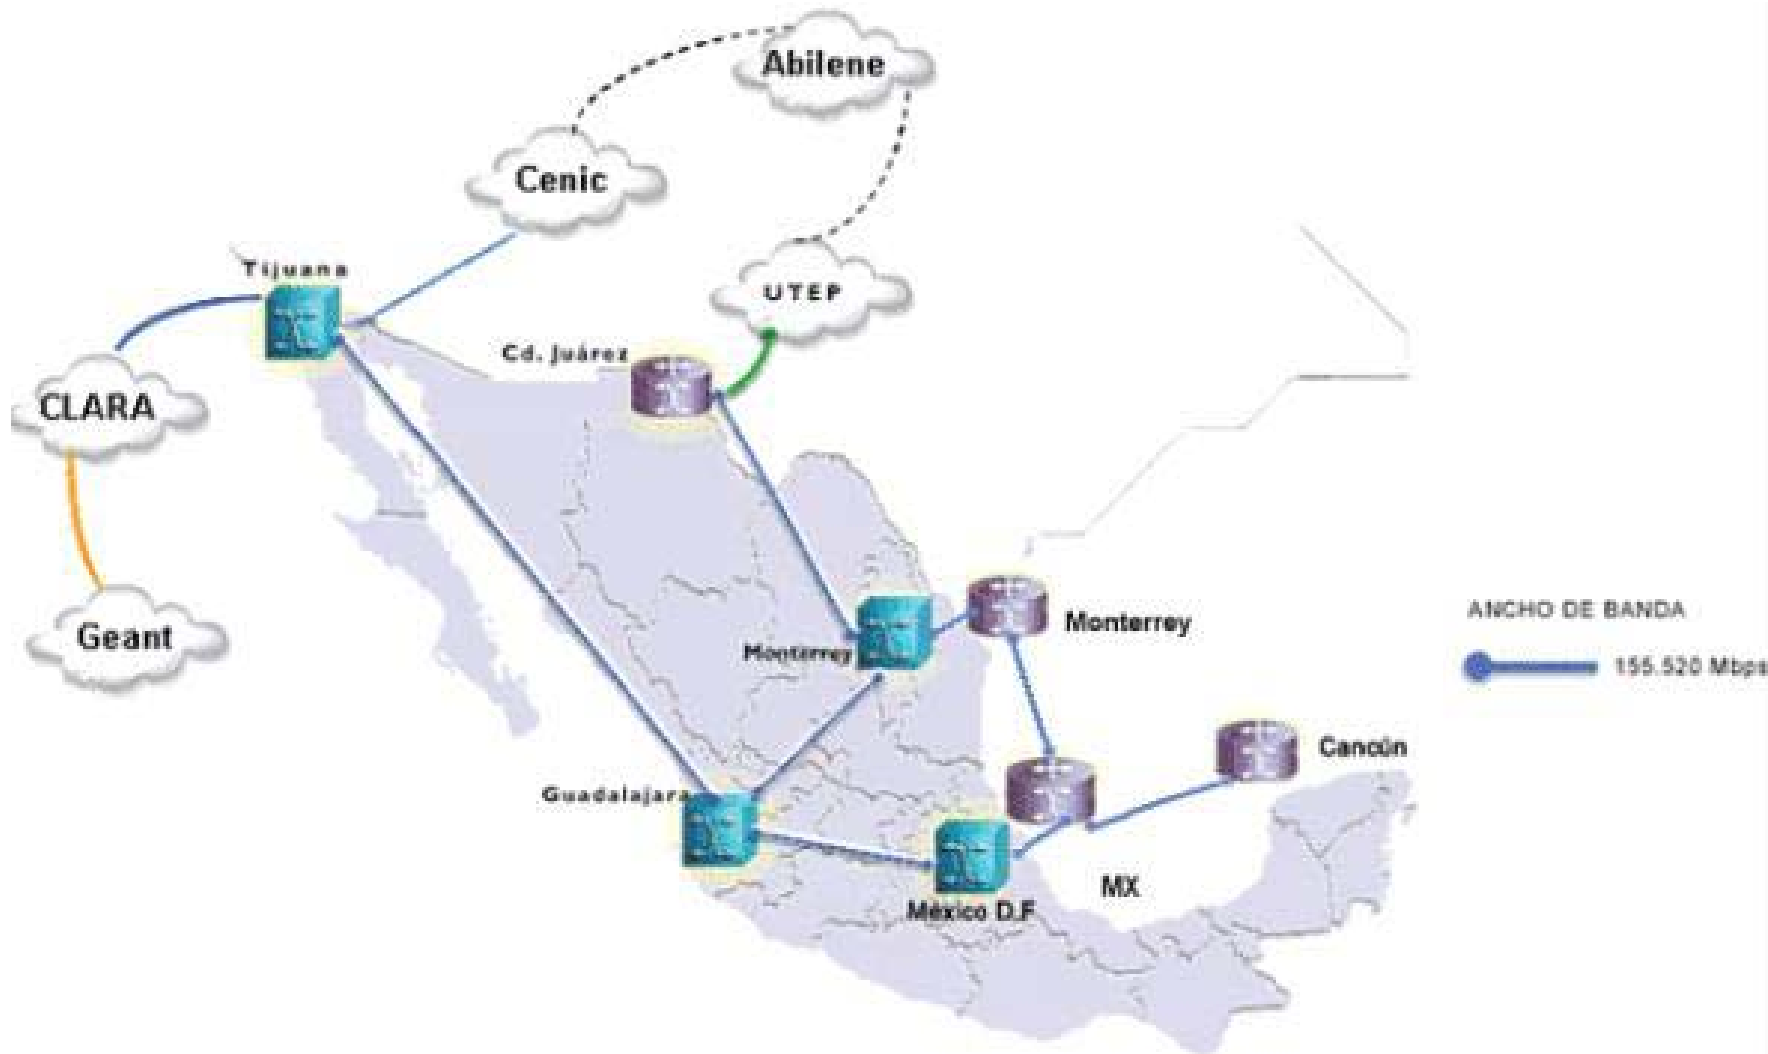 Abilene
Cenic
Tijuana
UTEP
Cd. Juárez
CLARA
ANCHO DE BANDA
Monterrey
Geant
Monterrey
155.520 Mbps
Cancún
Guadalajara
MX
México D.F